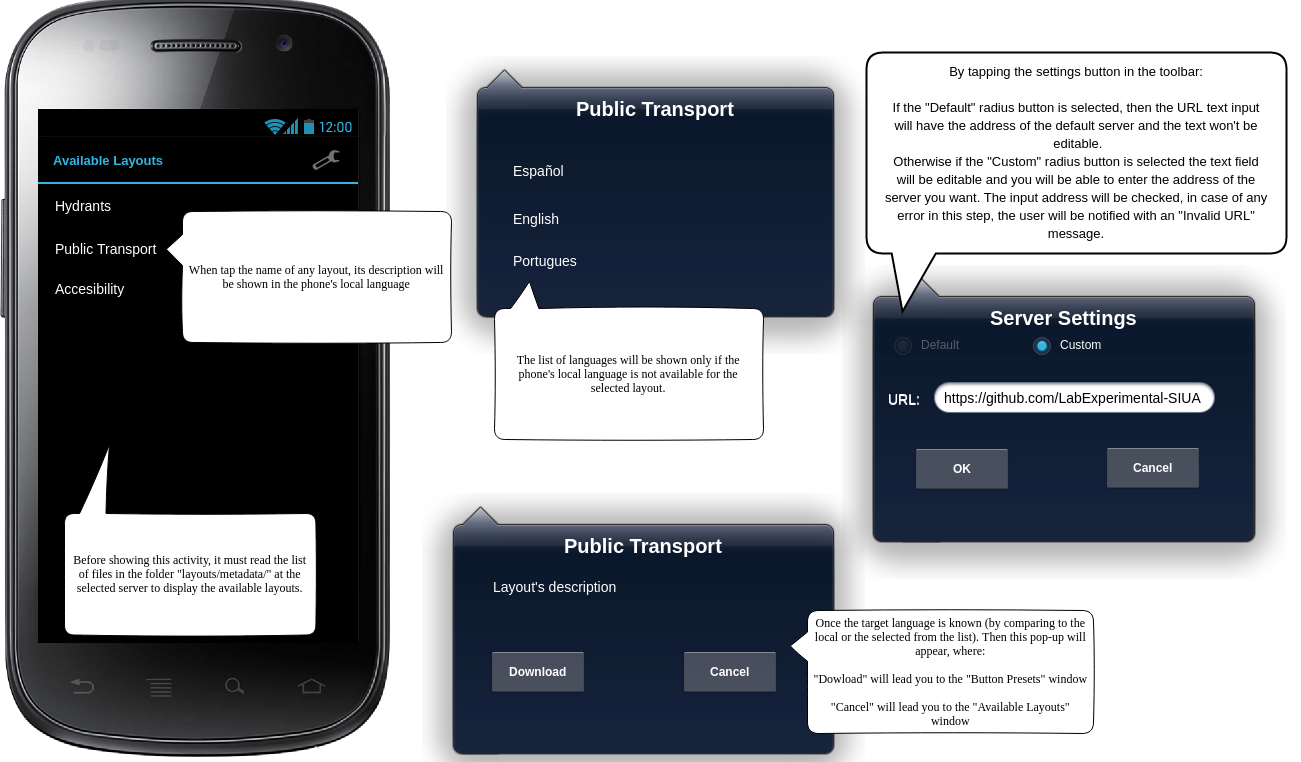 12:00
Available Layouts
Hydrants
Public Transport
Accesibility
When tap the name of any layout, its description will
be shown in the phone's local language
Before showing this activity, it must read the list
of files in the folder "layouts/metadata/" at the
selected server to display the available layouts.
Public Transport
Español
English
Portugues
The list of languages will be shown only if the
phone's local language is not available for the
selected layout.
By tapping the settings button in the toolbar:
If the "Default" radius button is selected, then the URL text input
will have the address of the default server and the text won't be
editable.
Otherwise if the "Custom" radius button is selected the text field
will be editable and you will be able to enter the address of the
server you want. The input address will be checked, in case of any
error in this step, the user will be notified with an "Invalid URL"
message.
Server Settings
Default
Custom
URL:
https://github.com/LabExperimental-SIUA
OK
Cancel
Public Transport
Layout's description
Download
Cancel
Once the target language is known (by comparing to the
local or the selected from the list). Then this pop-up will
appear, where:
"Dowload" will lead you to the "Button Presets" window
"Cancel" will lead you to the "Available Layouts"
window